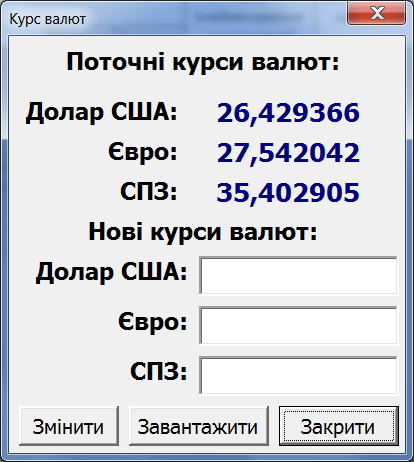 Курс валют
Поточні курси валют:
Долар США: 26,429366
Євро: 27,542042
СПЗ: 35,402905
Нові курси валют:
Долар США:
Євро:
СПЗ:
Змінити Завантажити Закрити